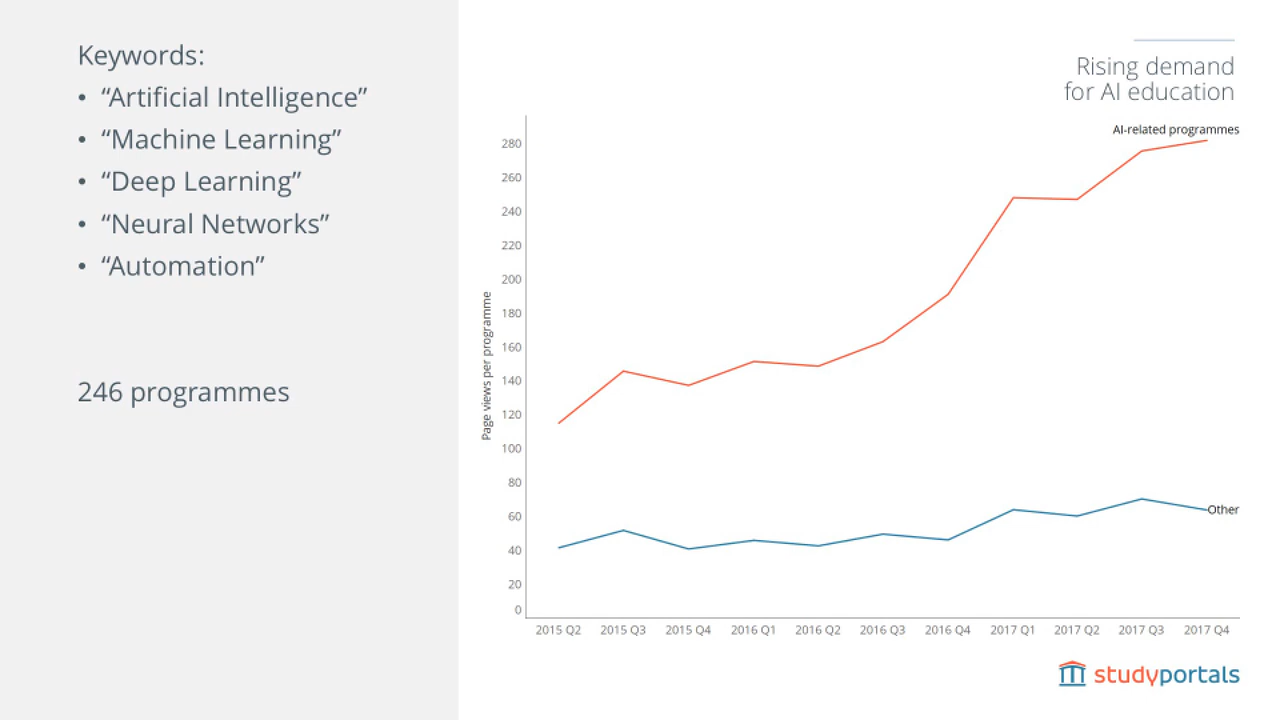 Keywords:
• “Artificial Intelligence”
• “Machine Learning”
• “Deep Learning”
• “Neural Networks”
• “Automation”
246 programmes
Rising demand
for AI education
AI-related programmes
280
260
240
220
200
180
160
140
120
100
80
60
40
20
0
Page views per programme
Other
2015 Q2 2015 Q3 2015 Q4 2016 Q1 2016 Q2 2016 Q3 2016 Q4 2017 Q1 2017 Q2 2017 Q3 2017 Q4
studyportals